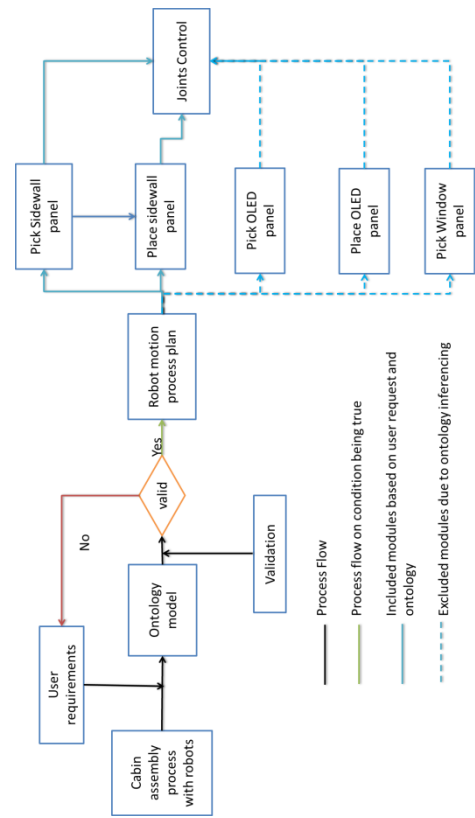 Cabin
assembly
process
with robots
User
requirements
Ontology
model
Validation
valid
No
Yes
Robot motion
process plan
Pick Sidewall
panel
Place sidewall
panel
Pick OLED
panel
Place OLED
panel
Pick Window
panel
Joints Control
Process Flow
Process flow on condition being true
Included modules based on user request and
ontology
Excluded modules due to ontology inferencing